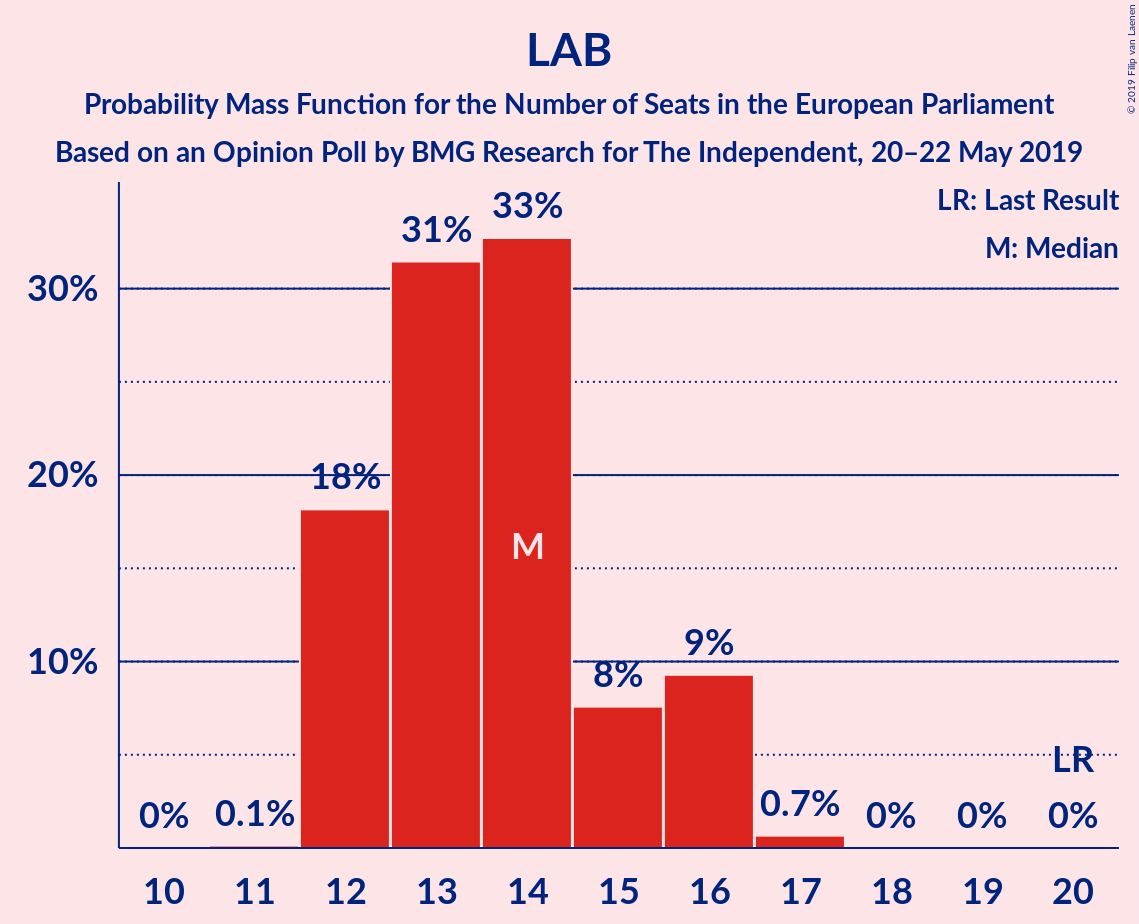 © 2019 Filip van Laenen
LAB
Probability Mass Function for the Number of Seats in the European Parliament
Based on an Opinion Poll by BMG Research for The Independent, 20–22 May 2019
LR: Last Result
M: Median
30%
20%
10%
0%
0.1%
18%
31%
33%
M
8%
9%
0.7%
0%
0%
LR
0%
10 11 12 13 14 15 16 17 18 19 20